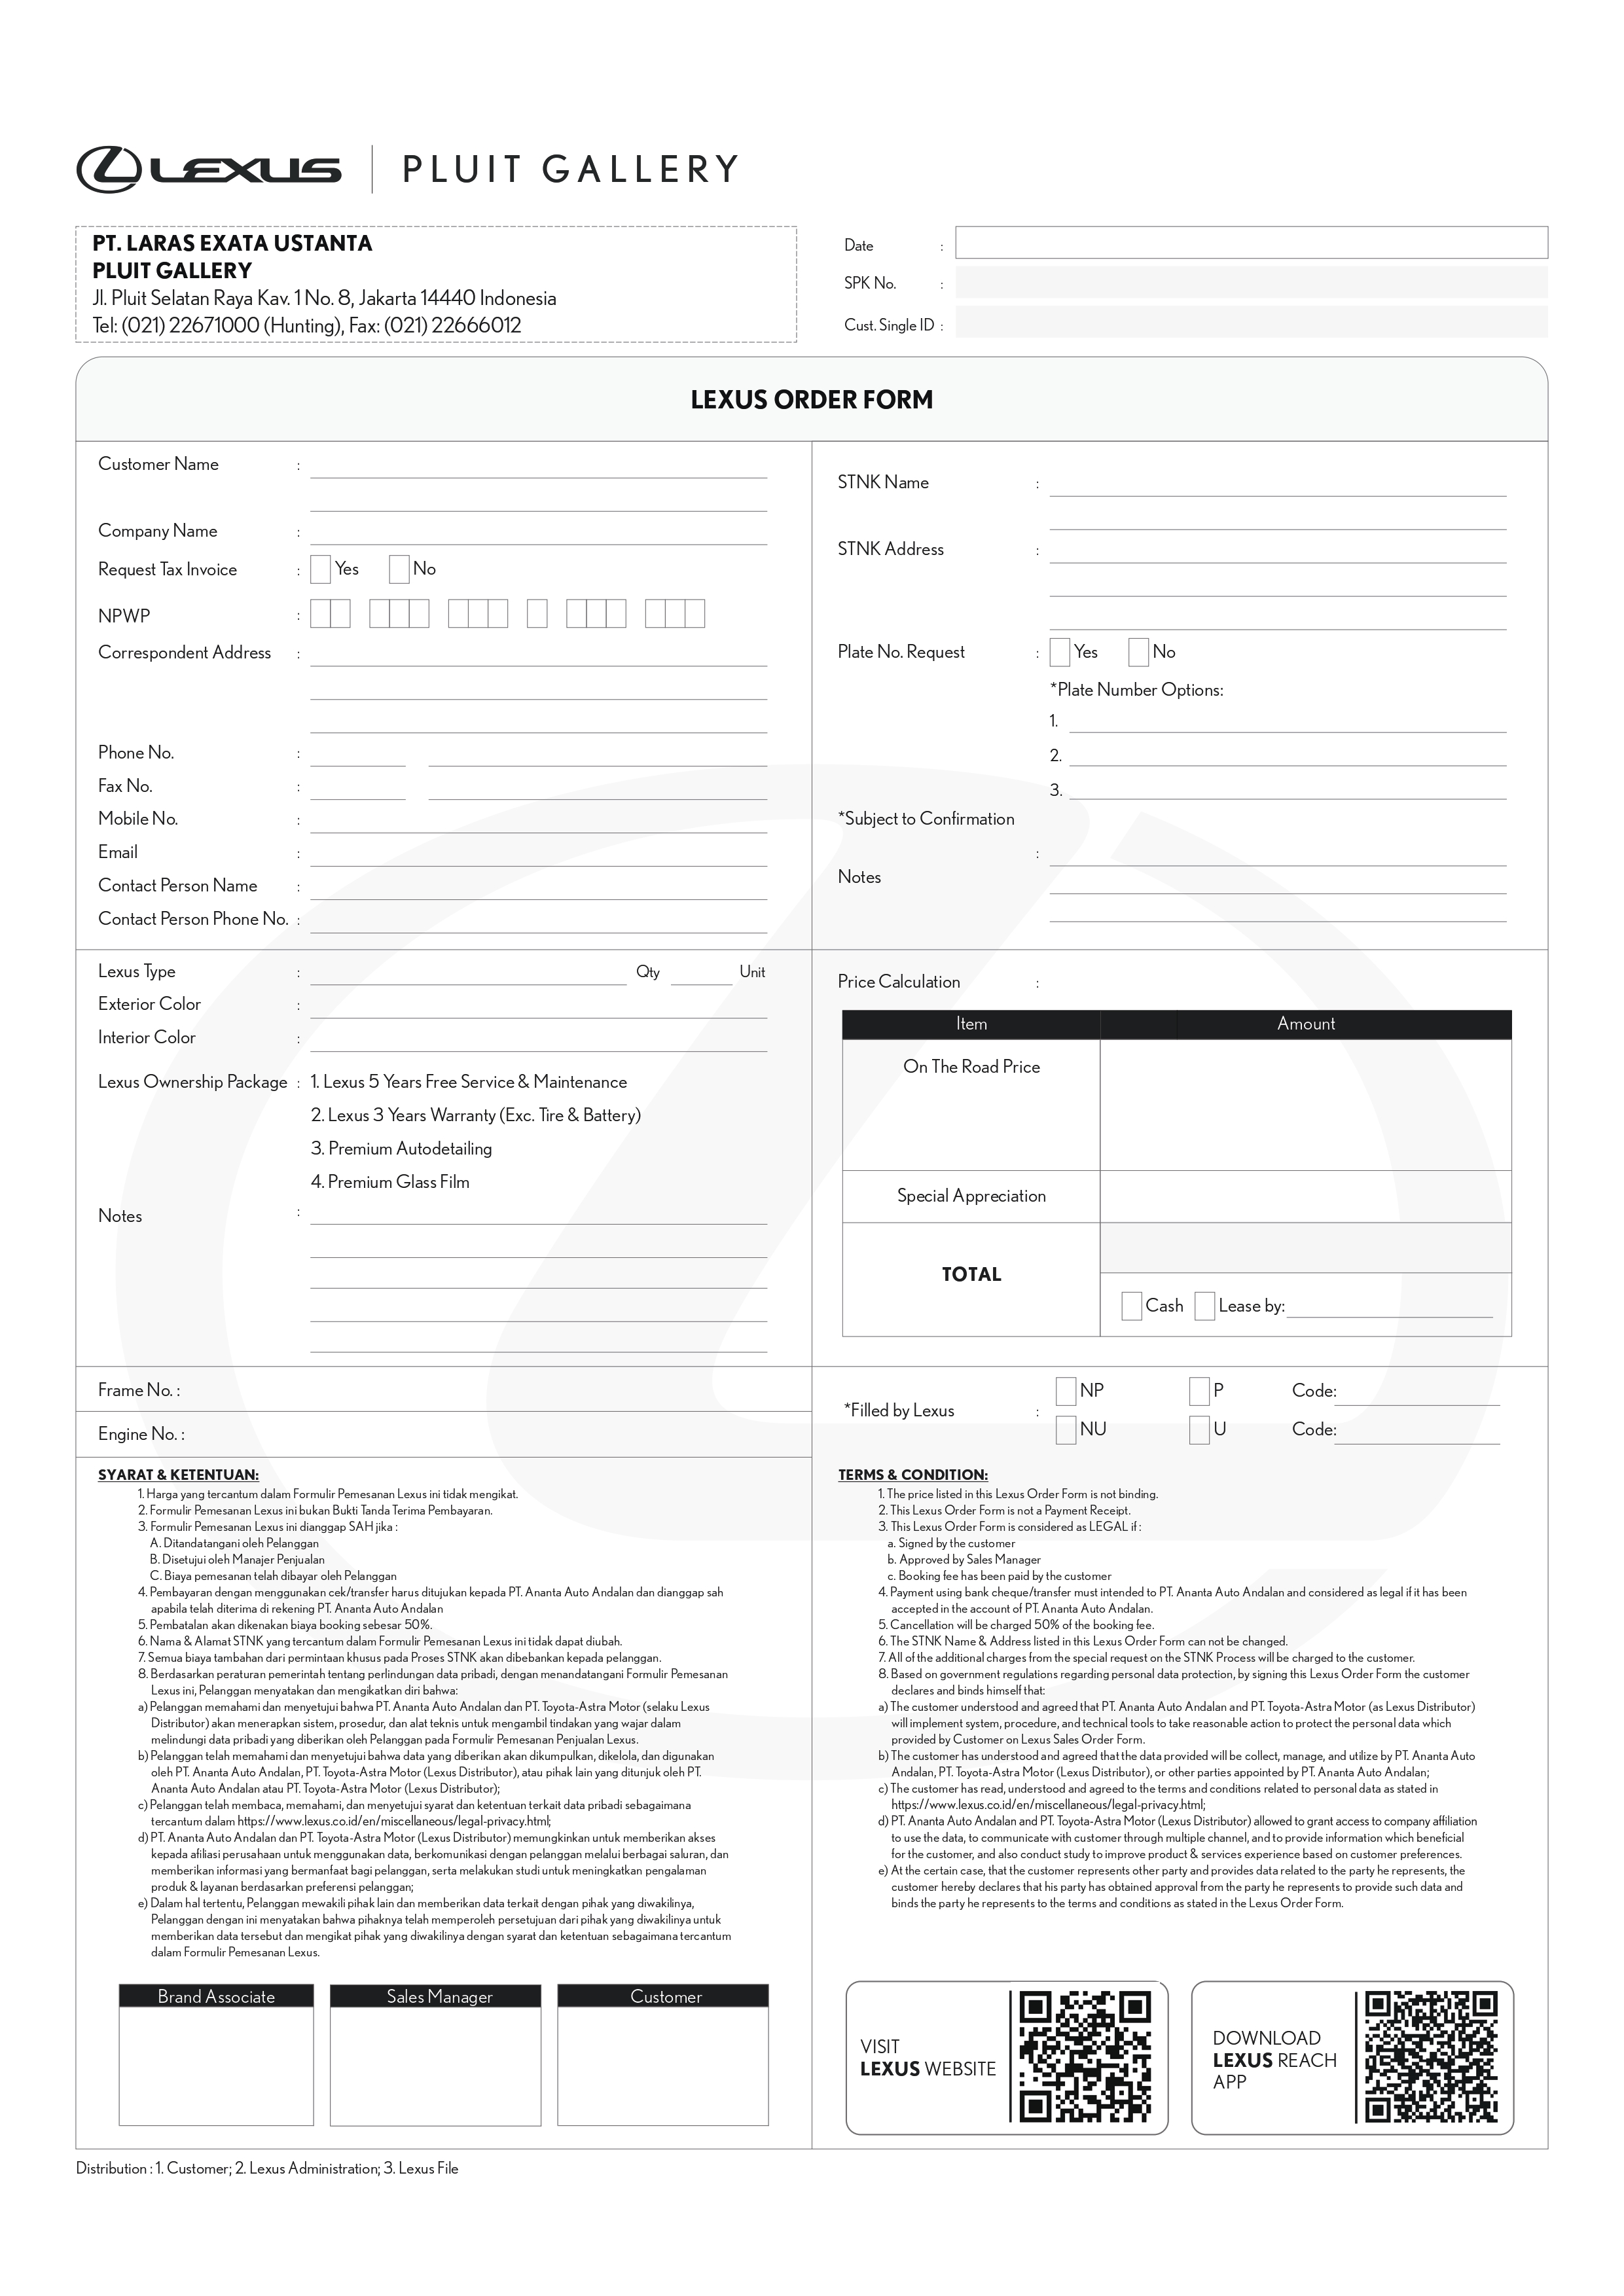 LEXUS | PLUIT GALLERY
PT. LARAS EXATA USTANTA
PLUIT GALLERY
Jl. Pluit Selatan Raya Kav. 1 No. 8, Jakarta 14440 Indonesia
Tel: (021) 22671000 (Hunting), Fax: (021) 22666012
Date :
SPK No. :
Cust. Single ID :
LEXUS ORDER FORM
Customer Name :
Company Name :
Request Tax Invoice : Yes No
NPWP :
Correspondent Address :
Phone No. :
Fax No. :
Mobile No. :
Email :
Contact Person Name :
Contact Person Phone No. :
STNK Name :
STNK Address :
Plate No. Request : Yes No
*Plate Number Options:
1.
2.
3.
*Subject to Confirmation
:
Notes
Lexus Type : Qty Unit
Exterior Color :
Interior Color :
Lexus Ownership Package : 1. Lexus 5 Years Free Service & Maintenance
2. Lexus 3 Years Warranty (Exc. Tire & Battery)
3. Premium Autodetailing
4. Premium Glass Film
Notes :
Price Calculation :
Item Amount
On The Road Price
Special Appreciation
TOTAL
Cash Lease by:
Frame No. :
Engine No. :
*Filled by Lexus :
NP P Code:
NU U Code:
SYARAT & KETENTUAN:
1. Harga yang tercantum dalam Formulir Pemesanan Lexus ini tidak mengikat.
2. Formulir Pemesanan Lexus ini bukan Bukti Tanda Terima Pembayaran.
3. Formulir Pemesanan Lexus ini dianggap SAH jika :
A. Ditandatangani oleh Pelanggan
B. Disetujui oleh Manajer Penjualan
C. Biaya pemesanan telah dibayar oleh Pelanggan
4. Pembayaran dengan menggunakan cek/transfer harus ditujukan kepada PT. Ananta Auto Andalan dan dianggap sah
apabila telah diterima di rekening PT. Ananta Auto Andalan
5. Pembatalan akan dikenakan biaya booking sebesar 50%.
6. Nama & Alamat STNK yang tercantum dalam Formulir Pemesanan Lexus ini tidak dapat diubah.
7. Semua biaya tambahan dari permintaan khusus pada Proses STNK akan dibebankan kepada pelanggan.
8. Berdasarkan peraturan pemerintah tentang perlindungan data pribadi, dengan menandatangani Formulir Pemesanan
Lexus ini, Pelanggan menyatakan dan mengikatkan diri bahwa:
a) Pelanggan memahami dan menyetujui bahwa PT. Ananta Auto Andalan dan PT. Toyota-Astra Motor (selaku Lexus
Distributor) akan menerapkan sistem, prosedur, dan alat teknis untuk mengambil tindakan yang wajar dalam
melindungi data pribadi yang diberikan oleh Pelanggan pada Formulir Pemesanan Penjualan Lexus.
b) Pelanggan telah memahami dan menyetujui bahwa data yang diberikan akan dikumpulkan, dikelola, dan digunakan
oleh PT. Ananta Auto Andalan, PT. Toyota-Astra Motor (Lexus Distributor), atau pihak lain yang ditunjuk oleh PT.
Ananta Auto Andalan atau PT. Toyota-Astra Motor (Lexus Distributor);
c) Pelanggan telah membaca, memahami, dan menyetujui syarat dan ketentuan terkait data pribadi sebagaimana
tercantum dalam https://www.lexus.co.id/en/miscellaneous/legal-privacy.html;
d) PT. Ananta Auto Andalan dan PT. Toyota-Astra Motor (Lexus Distributor) memungkinkan untuk memberikan akses
kepada afiliasi perusahaan untuk menggunakan data, berkomunikasi dengan pelanggan melalui berbagai saluran, dan
memberikan informasi yang bermanfaat bagi pelanggan, serta melakukan studi untuk meningkatkan pengalaman
produk & layanan berdasarkan preferensi pelanggan;
e) Dalam hal tertentu, Pelanggan mewakili pihak lain dan memberikan data terkait dengan pihak yang diwakilinya,
Pelanggan dengan ini menyatakan bahwa pihaknya telah memperoleh persetujuan dari pihak yang diwakilinya untuk
memberikan data tersebut dan mengikat pihak yang diwakilinya dengan syarat dan ketentuan sebagaimana tercantum
dalam Formulir Pemesanan Lexus.
TERMS & CONDITION:
1. The price listed in this Lexus Order Form is not binding.
2. This Lexus Order Form is not a Payment Receipt.
3. This Lexus Order Form is considered as LEGAL if :
a. Signed by the customer
b. Approved by Sales Manager
c. Booking fee has been paid by the customer
4. Payment using bank cheque/transfer must intended to PT. Ananta Auto Andalan and considered as legal if it has been
accepted in the account of PT. Ananta Auto Andalan.
5. Cancellation will be charged 50% of the booking fee.
6. The STNK Name & Address listed in this Lexus Order Form can not be changed.
7. All of the additional charges from the special request on the STNK Process will be charged to the customer.
8. Based on government regulations regarding personal data protection, by signing this Lexus Order Form the customer
declares and binds himself that:
a) The customer understood and agreed that PT. Ananta Auto Andalan and PT. Toyota-Astra Motor (as Lexus Distributor)
will implement system, procedure, and technical tools to take reasonable action to protect the personal data which
provided by Customer on Lexus Sales Order Form.
b) The customer has understood and agreed that the data provided will be collect, manage, and utilize by PT. Ananta Auto
Andalan, PT. Toyota-Astra Motor (Lexus Distributor), or other parties appointed by PT. Ananta Auto Andalan;
c) The customer has read, understood and agreed to the terms and conditions related to personal data as stated in
https://www.lexus.co.id/en/miscellaneous/legal-privacy.html;
d) PT. Ananta Auto Andalan and PT. Toyota-Astra Motor (Lexus Distributor) allowed to grant access to company affiliation
to use the data, to communicate with customer through multiple channel, and to provide information which beneficial
for the customer, and also conduct study to improve product & services experience based on customer preferences.
e) At the certain case, that the customer represents other party and provides data related to the party he represents, the
customer hereby declares that his party has obtained approval from the party he represents to provide such data and
binds the party he represents to the terms and conditions as stated in the Lexus Order Form.
Brand Associate
Sales Manager
Customer
VISIT
LEXUS WEBSITE
DOWNLOAD
LEXUS REACH
APP
Distribution : 1. Customer; 2. Lexus Administration; 3. Lexus File